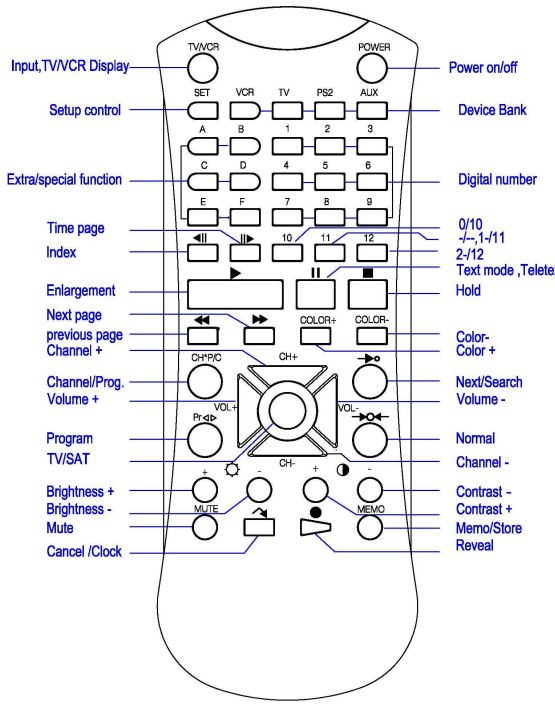 TV/VCR POWER
Input,TV/VCR Display Power on/off
SET VCR TV PS2 AUX
Setup control Device Bank
A B 1 2 3
C D 4 5 6
Extra/special function Digital number
E F 7 8 9
Time page 0/10
10 11 12 -/--,1-/11
Index 2-/12
Text mode ,Telete
Enlargement Hold
Next page
previous page COLOR+ COLOR- Color-
Channel + Color +
CH*P/C CH+
Channel/Prog. Next/Search
Volume + VOL+ VOL- Volume -
Pr
Program Normal
TV/SAT CH- Channel -
+ - + -
Brightness + Contrast -
Brightness - Contrast +
Mute MUTE MEMO Memo/Store
Cancel /Clock Reveal